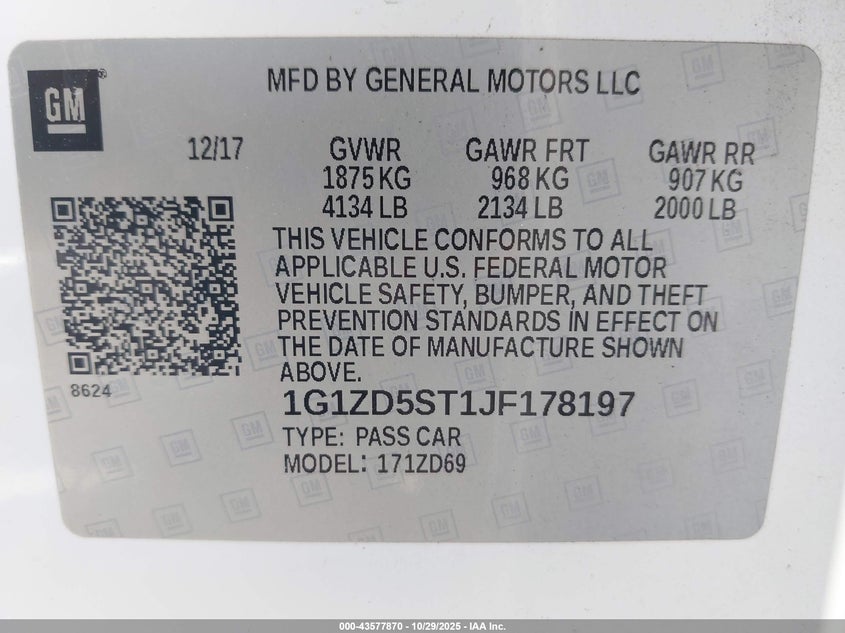 MFD BY GENERAL MOTORS LLC
GM
12/17
GVWR GAWR FRT GAWR RR
1875 KG 968 KG 907 KG
4134 LB 2134 LB 2000 LB
THIS VEHICLE CONFORMS TO ALL
APPLICABLE U.S. FEDERAL MOTOR
VEHICLE SAFETY, BUMPER, AND THEFT
PREVENTION STANDARDS IN EFFECT ON
THE DATE OF MANUFACTURE SHOWN
ABOVE.
8624
1G1ZD5ST1JF178197
TYPE: PASS CAR
MODEL: 171ZD69
000-43577870 | 10/29/2025 - IAA Inc.